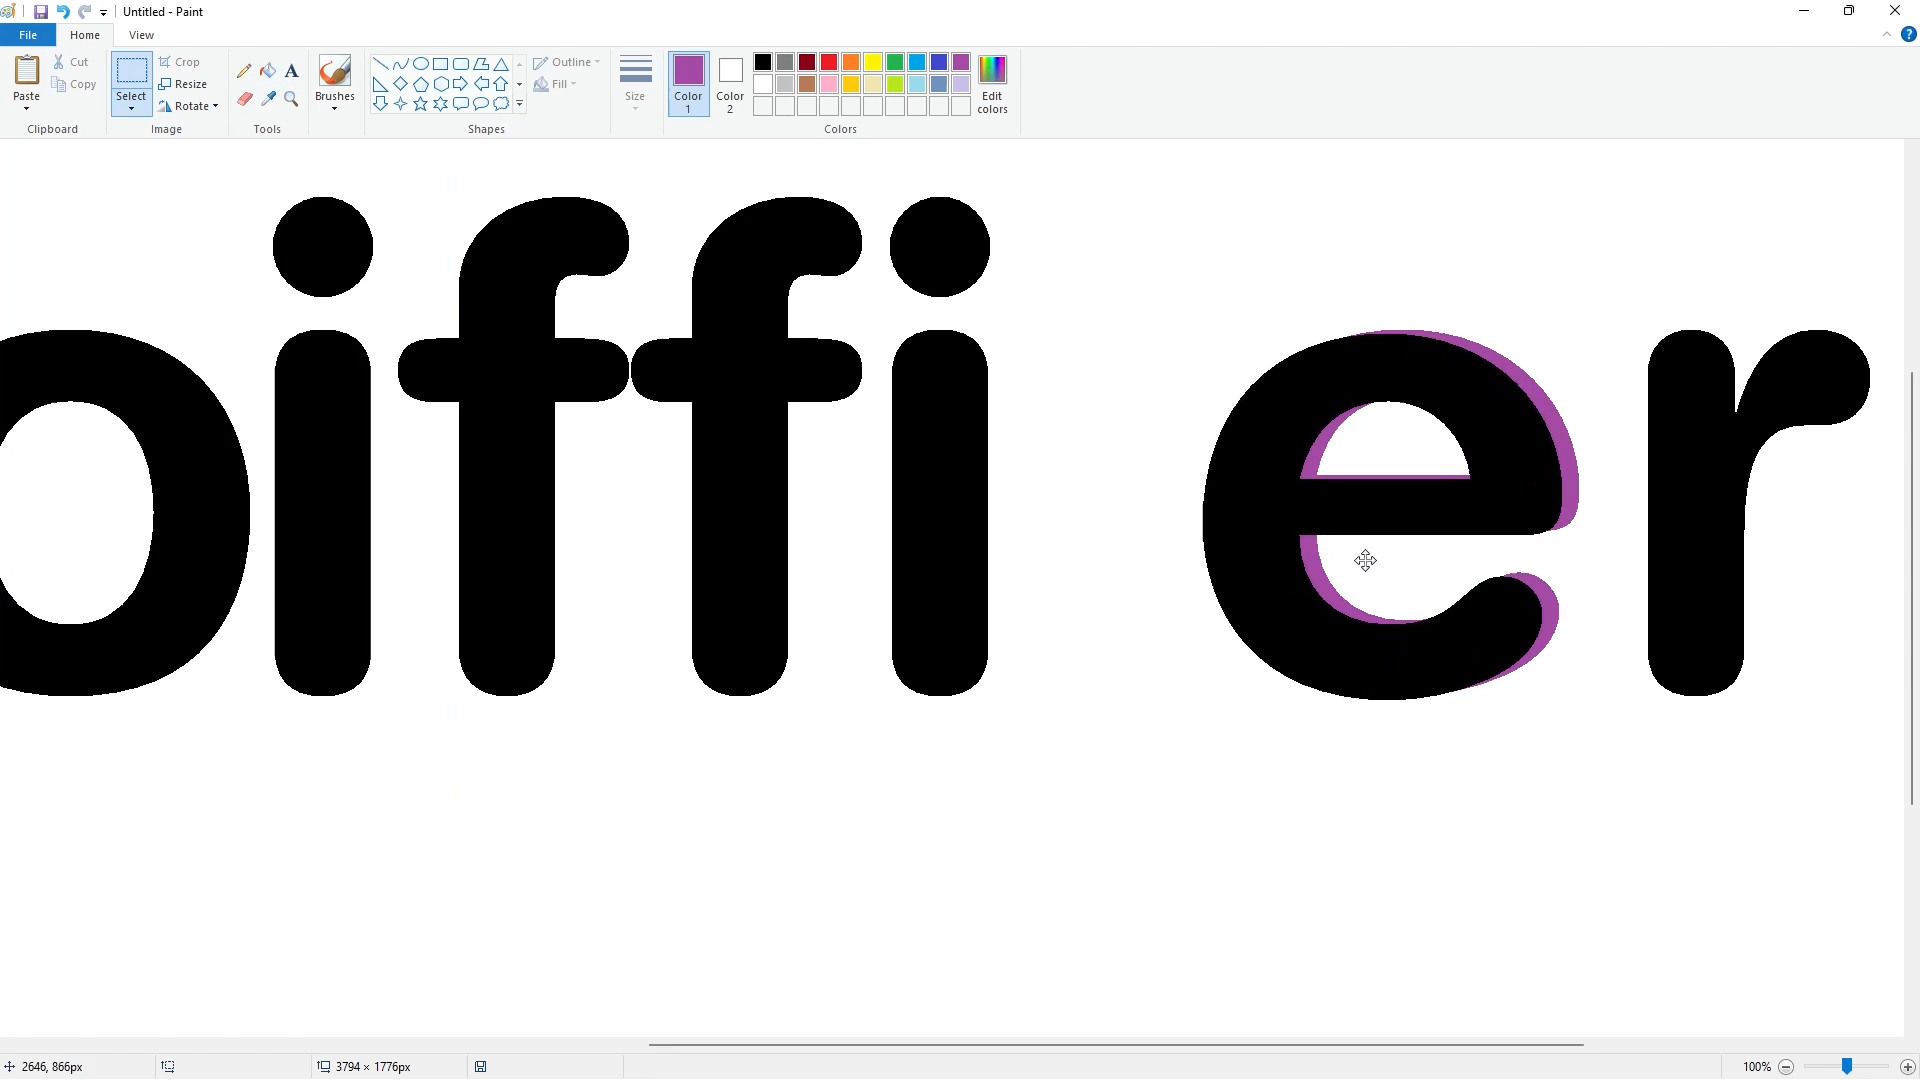 Untitled - Paint
File Home View
Paste Cut Copy Clipboard
Select Crop Resize Rotate Image
Tools
Brushes
Shapes
Outline Fill
Size
Color 1 Color 2 Edit colors Colors
oiffi er
2646, 866px 3794 × 1776px 100%